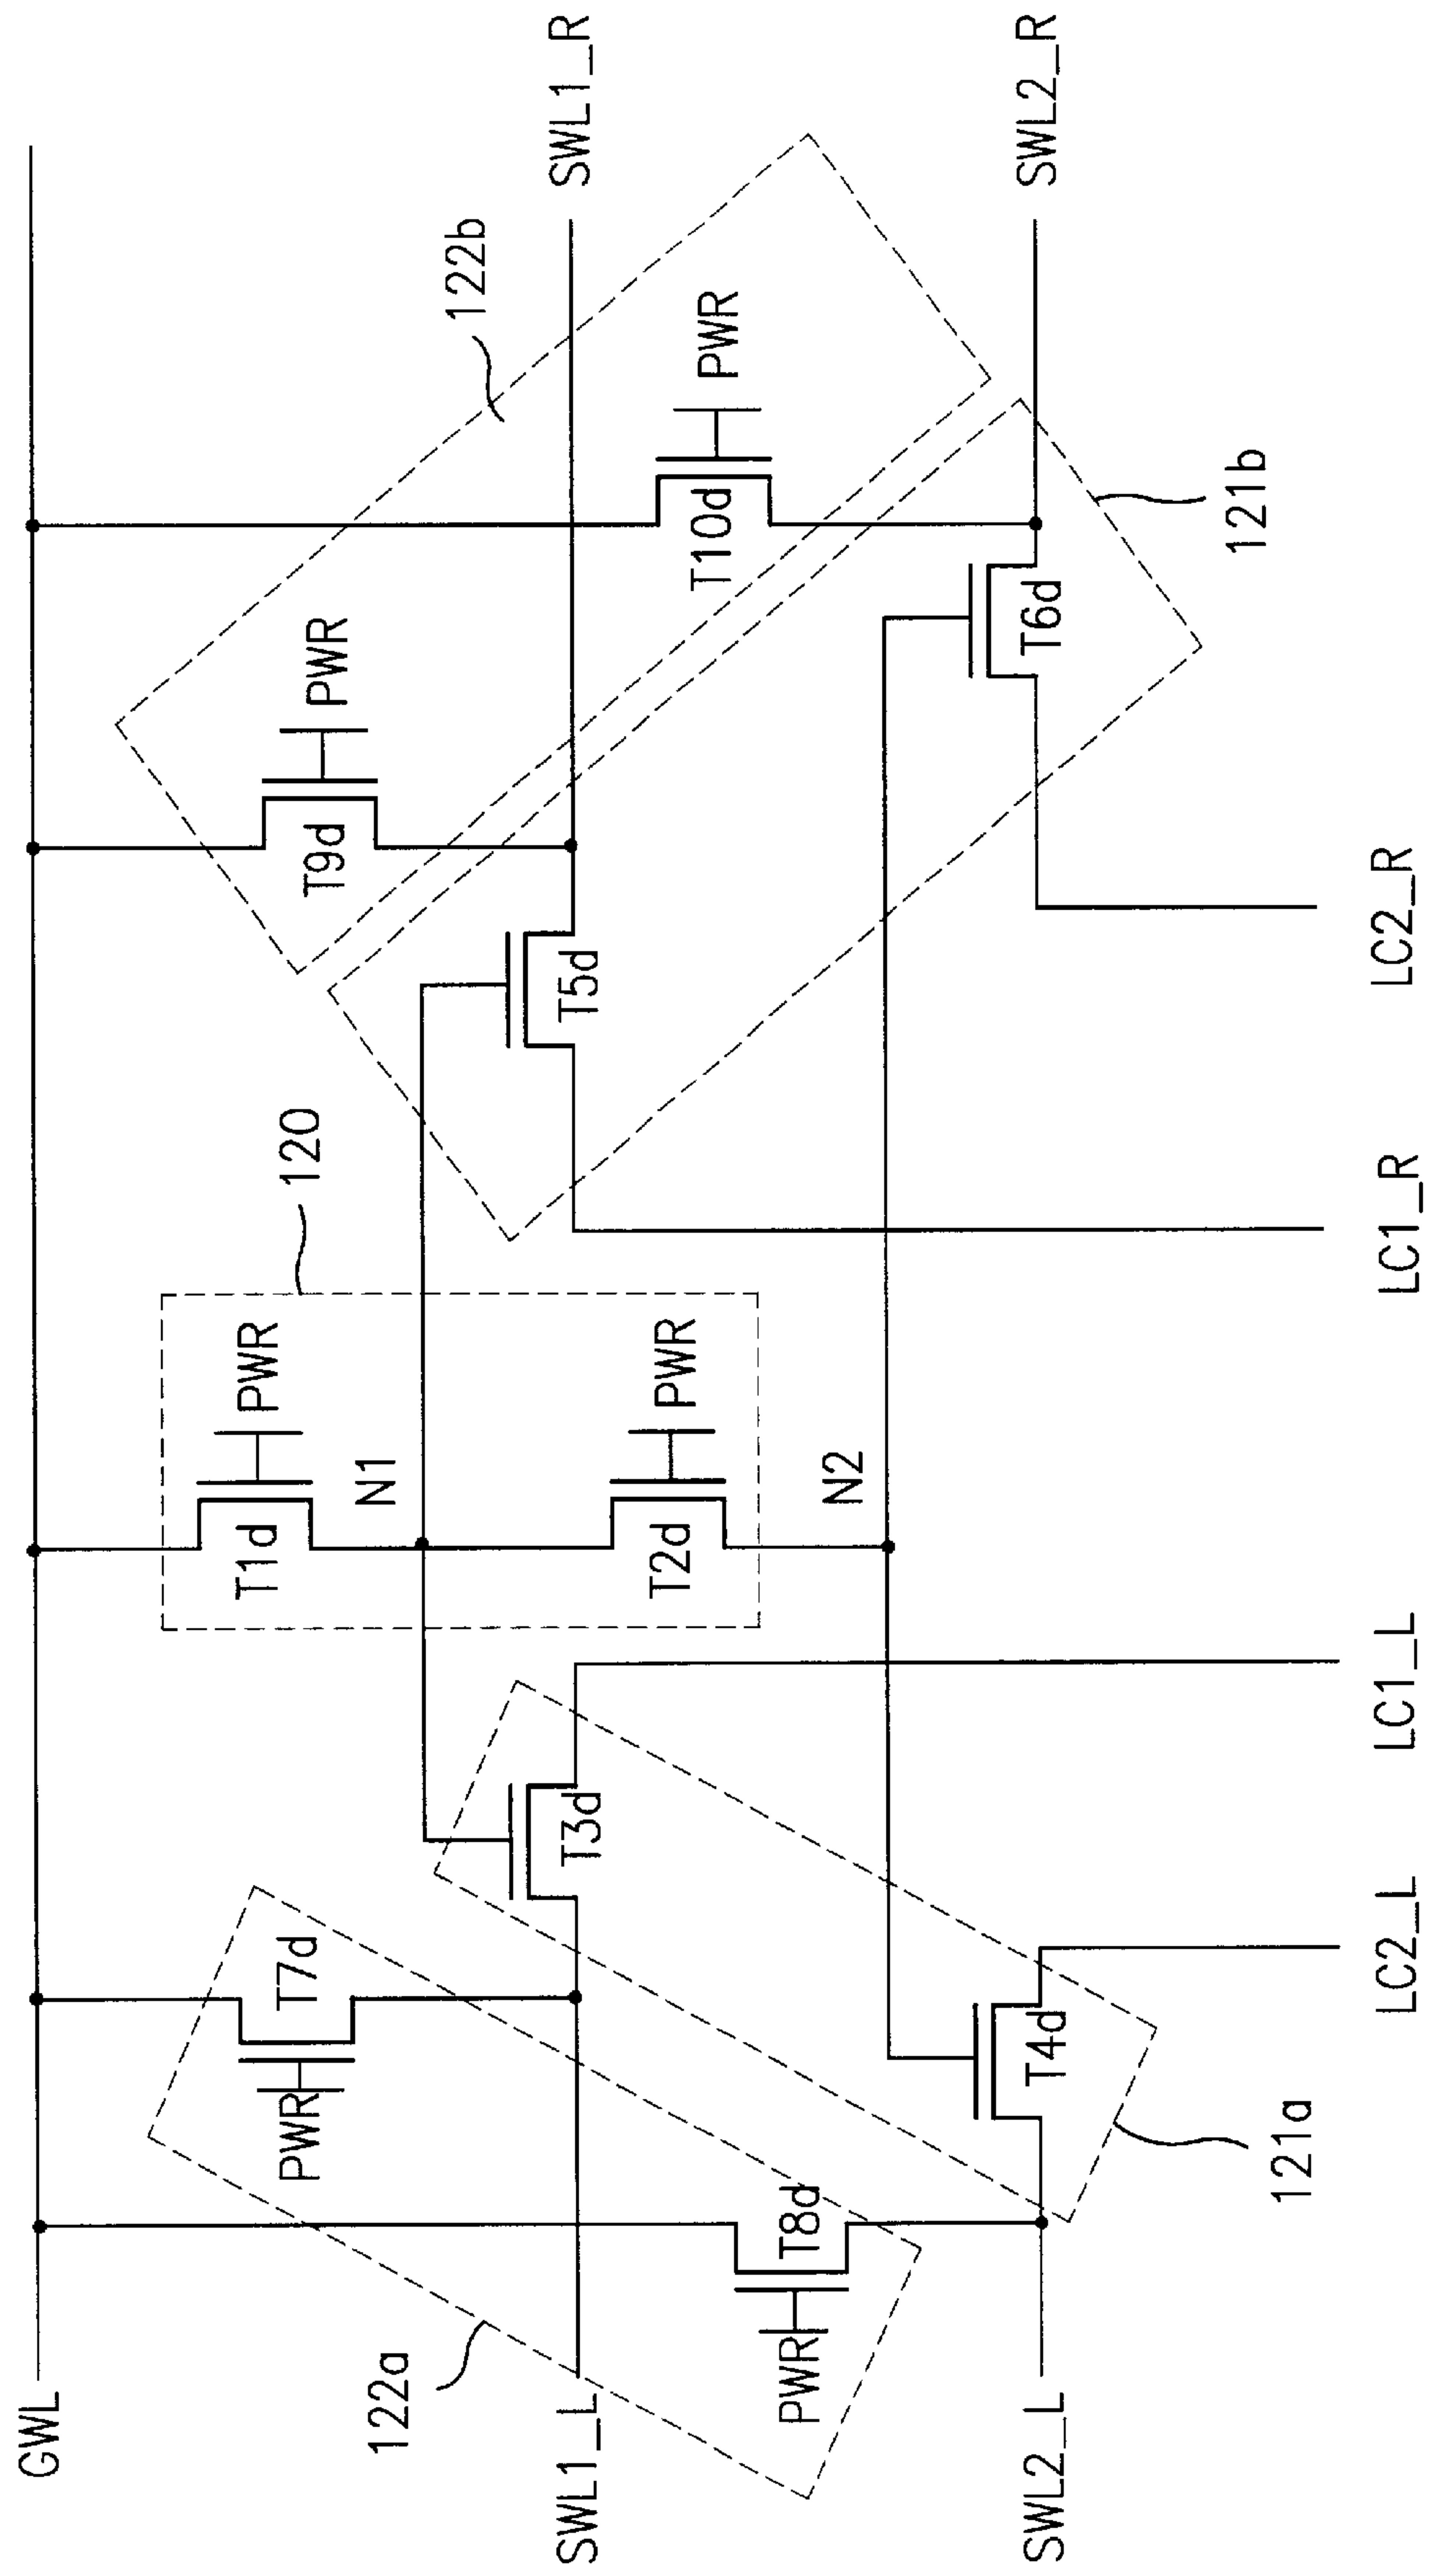 GWL
SWL1_L
SWL2_L
122a
PWR
T7d
PWR
T8d
T3d
T4d
121a
LC2_L
LC1_L
120
T1d
PWR
N1
T2d
PWR
N2
LC1_R
LC2_R
T5d
T6d
T9d
PWR
T10d
PWR
122b
121b
SWL1_R
SWL2_R